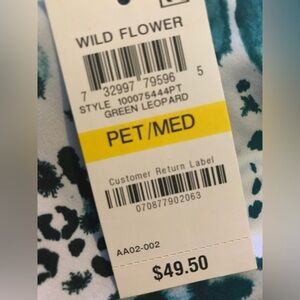 WILD FLOWER
7 32997 79596 5
STYLE 100075444PT
GREEN LEOPARD
PET/MED
Customer Return Label
070877902063
AA02-002
$49.50